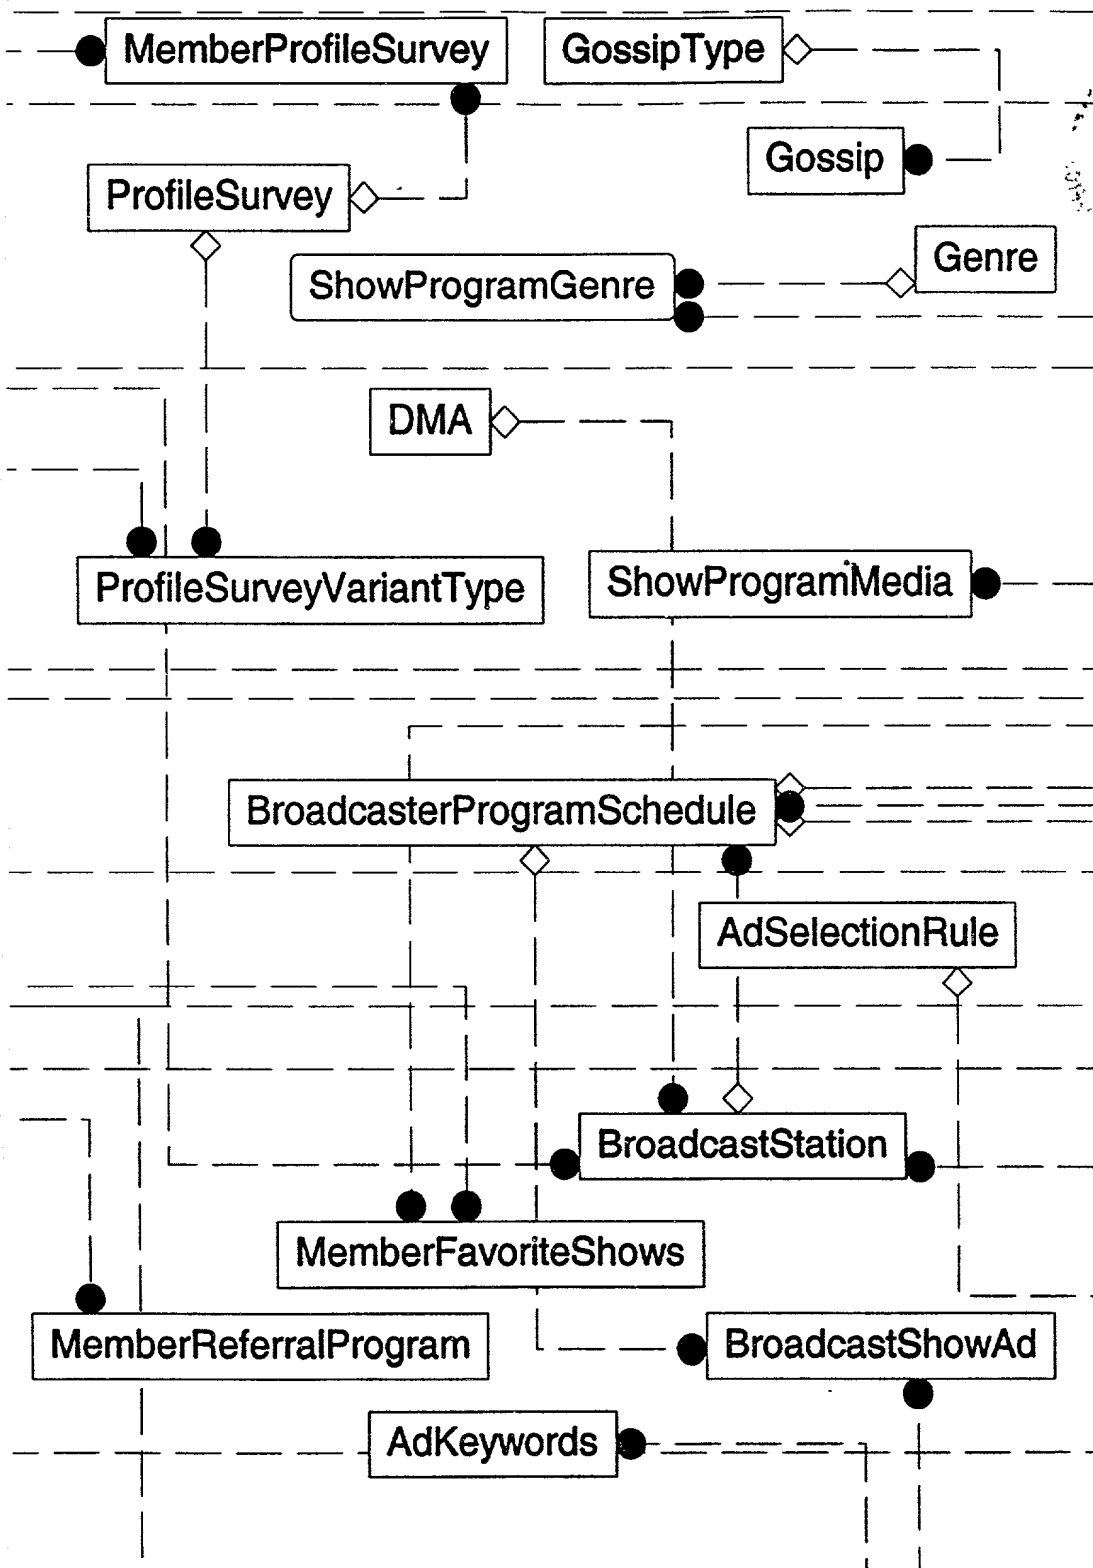 MemberProfileSurvey
GossipType
Gossip
ProfileSurvey
Genre
ShowProgramGenre
DMA
ProfileSurveyVariantType
ShowProgramMedia
BroadcasterProgramSchedule
AdSelectionRule
BroadcastStation
MemberFavoriteShows
MemberReferralProgram
BroadcastShowAd
AdKeywords